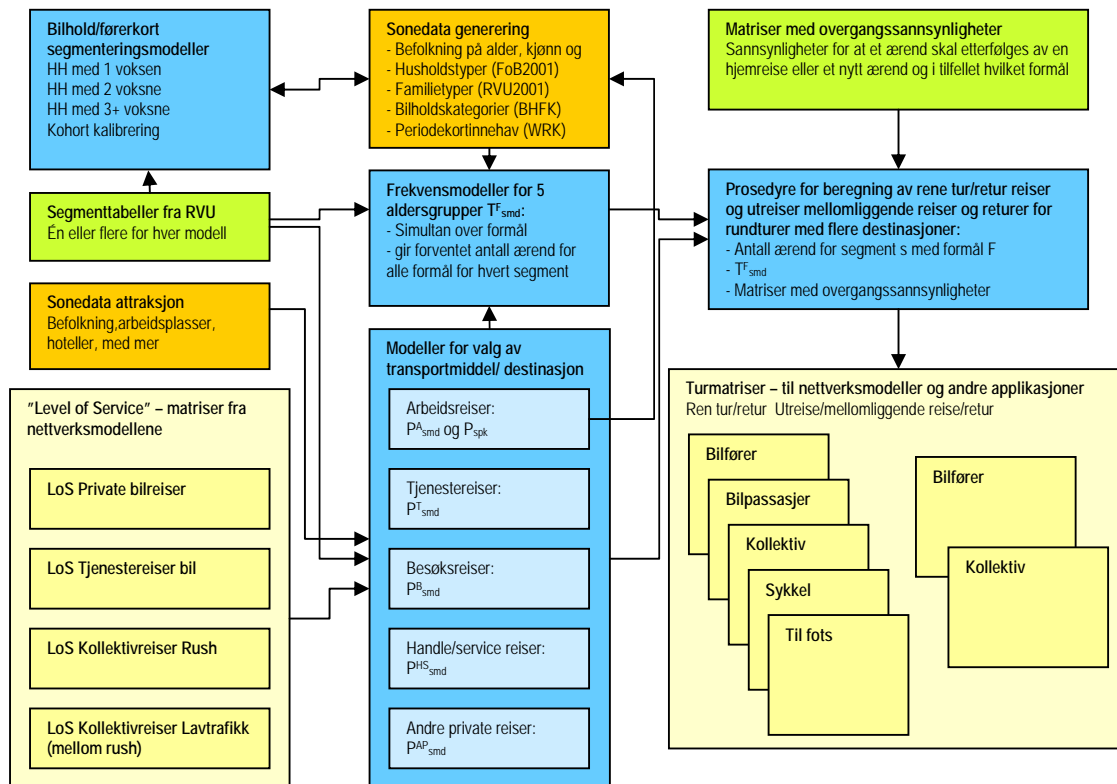 Bilhold/førerkort
segmenteringsmodeller
HH med 1 voksen
HH med 2 voksne
HH med 3+ voksne
Kohort kalibrering
Sonedata generering
- Befolkning på alder, kjønn og
- Husholdstyper (FoB2001)
- Familietyper (RVU2001)
- Bilholdskategorier (BHFK)
- Periodekortinnehav (WRK)
Matriser med overgangssannsynligheter
Sannsynligheter for at et ærend skal etterfølges av en
hjemreise eller et nytt ærend og i tilfellet hvilket formål
Segmenttabeller fra RVU
Én eller flere for hver modell
Frekvensmodeller for 5
aldersgrupper TFsmd:
- Simultan over formål
- gir forventet antall ærend for
alle formål for hvert segment
Prosedyre for beregning av rene tur/retur reiser
og utreiser mellomliggende reiser og returer for
rundturer med flere destinasjoner:
- Antall ærend for segment s med formål F
- TFsmd
- Matriser med overgangssannsynligheter
Sonedata attraksjon
Befolkning,arbeidsplasser,
hoteller, med mer
"Level of Service" – matriser fra
nettverksmodellene
LoS Private bilreiser
LoS Tjenestereiser bil
LoS Kollektivreiser Rush
LoS Kollektivreiser Lavtrafikk
(mellom rush)
Modeller for valg av
transportmiddel/ destinasjon
Arbeidsreiser:
PAsmd og Pspk
Tjenestereiser:
PTsmd
Besøksreiser:
PBsmd
Handle/service reiser:
PHSsmd
Andre private reiser:
PAPsmd
Turmatriser – til nettverksmodeller og andre applikasjoner
Ren tur/retur Utreise/mellomliggende reise/retur
Bilfører
Bilpassasjer
Kollektiv
Sykkel
Til fots
Bilfører
Kollektiv